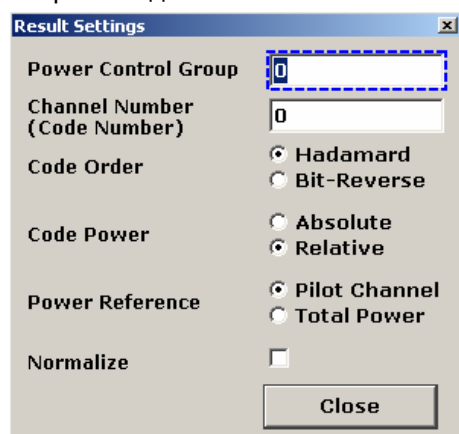 Result Settings
Power Control Group 0
Channel Number
(Code Number) 0
Code Order
Hadamard
Bit-Reverse
Code Power
Absolute
Relative
Power Reference
Pilot Channel
Total Power
Normalize
Close